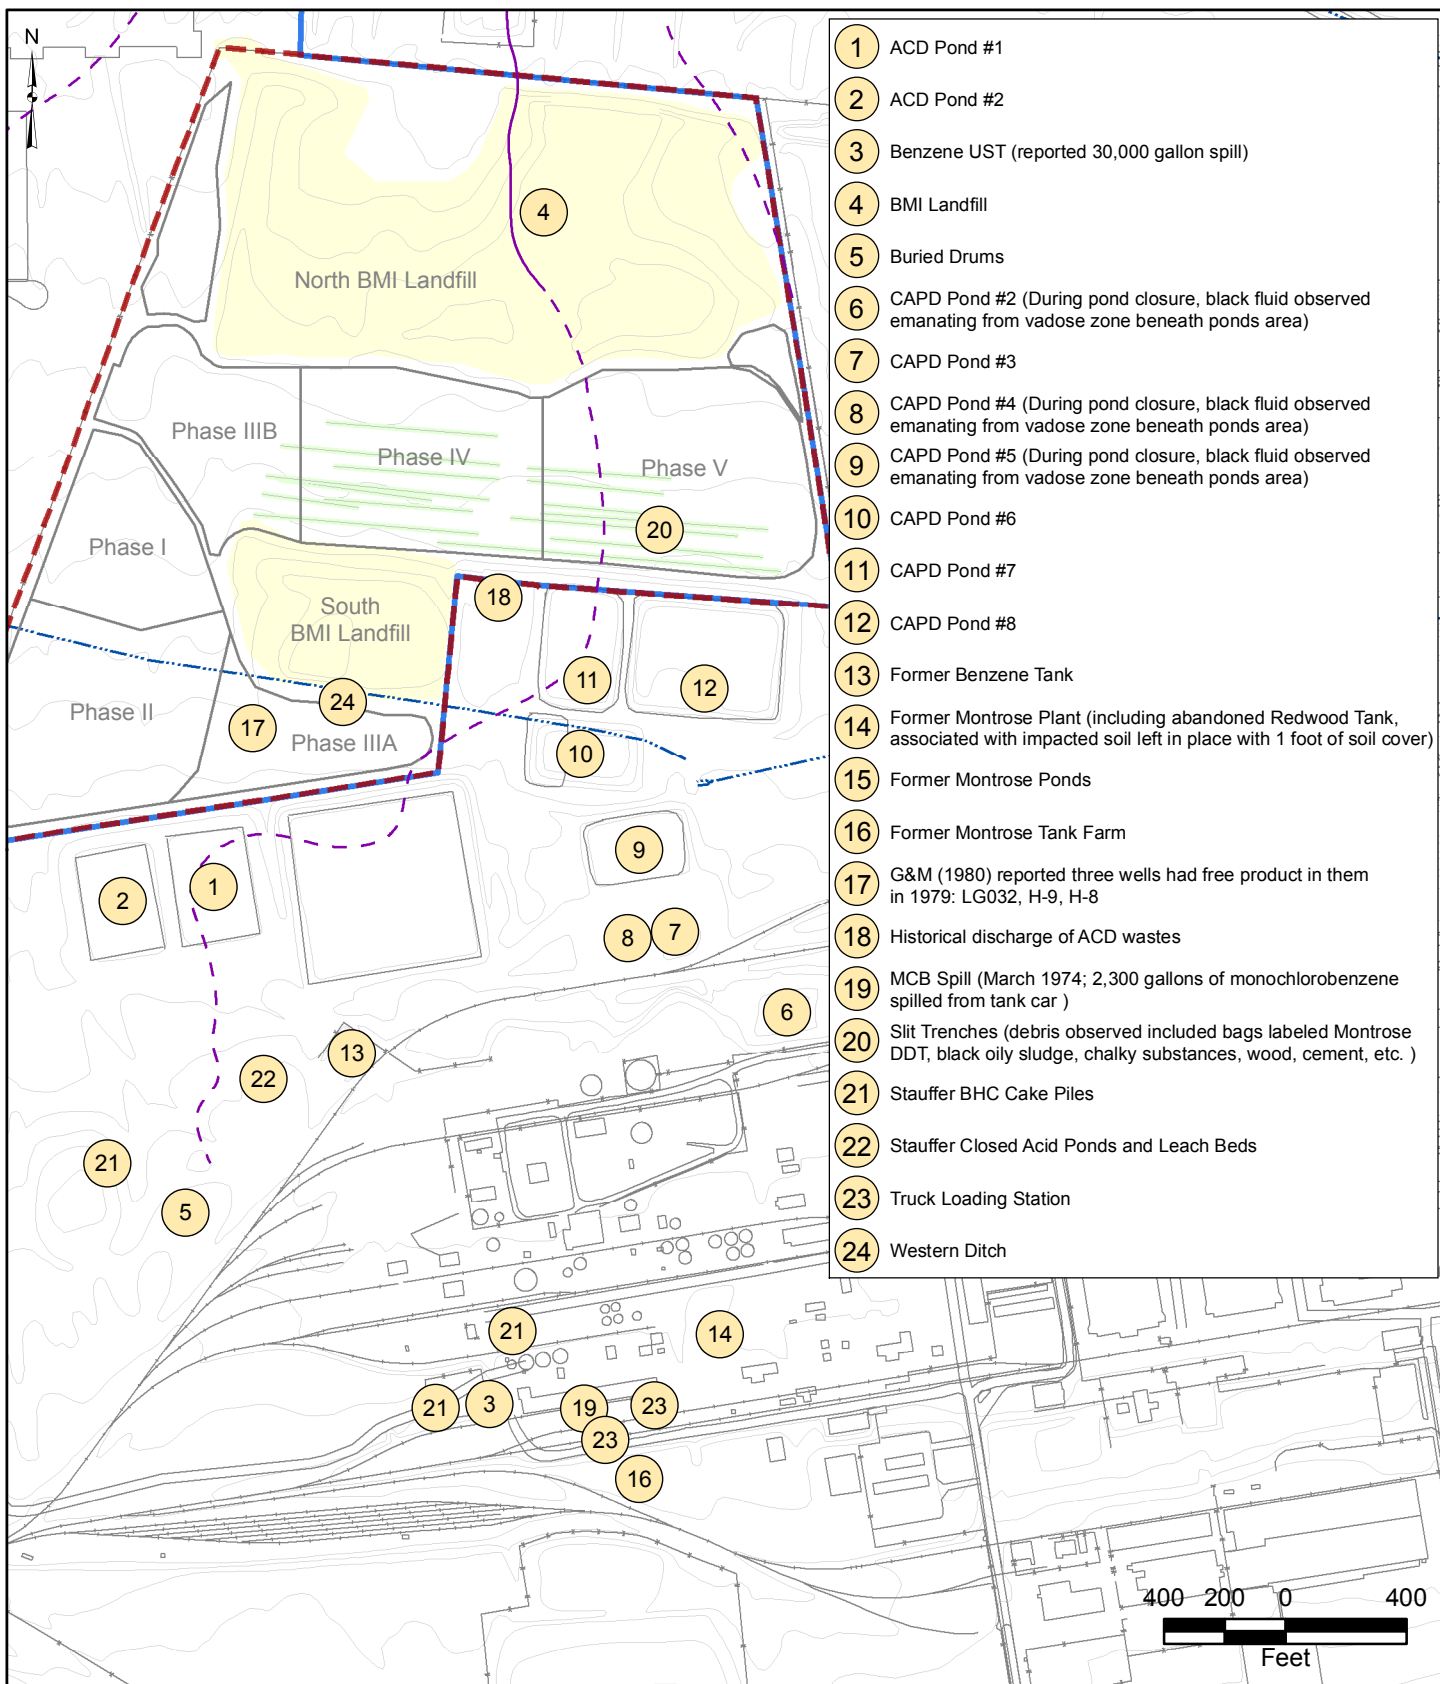 N
North BMI Landfill
4
Phase IIIB
Phase IV
Phase V
20
Phase I
South
BMI Landfill
18
11
12
24
Phase II
17
Phase IIIA
10
9
2
1
8
7
6
13
22
21
5
21
14
21
3
19
23
23
16
1 ACD Pond #1
2 ACD Pond #2
3 Benzene UST (reported 30,000 gallon spill)
4 BMI Landfill
5 Buried Drums
6 CAPD Pond #2 (During pond closure, black fluid observed
emanating from vadose zone beneath ponds area)
7 CAPD Pond #3
8 CAPD Pond #4 (During pond closure, black fluid observed
emanating from vadose zone beneath ponds area)
9 CAPD Pond #5 (During pond closure, black fluid observed
emanating from vadose zone beneath ponds area)
10 CAPD Pond #6
11 CAPD Pond #7
12 CAPD Pond #8
13 Former Benzene Tank
14 Former Montrose Plant (including abandoned Redwood Tank,
associated with impacted soil left in place with 1 foot of soil cover)
15 Former Montrose Ponds
16 Former Montrose Tank Farm
17 G&M (1980) reported three wells had free product in them
in 1979: LG032, H-9, H-8
18 Historical discharge of ACD wastes
19 MCB Spill (March 1974; 2,300 gallons of monochlorobenzene
spilled from tank car )
20 Slit Trenches (debris observed included bags labeled Montrose
DDT, black oily sludge, chalky substances, wood, cement, etc. )
21 Stauffer BHC Cake Piles
22 Stauffer Closed Acid Ponds and Leach Beds
23 Truck Loading Station
24 Western Ditch
400 200 0 400
Feet